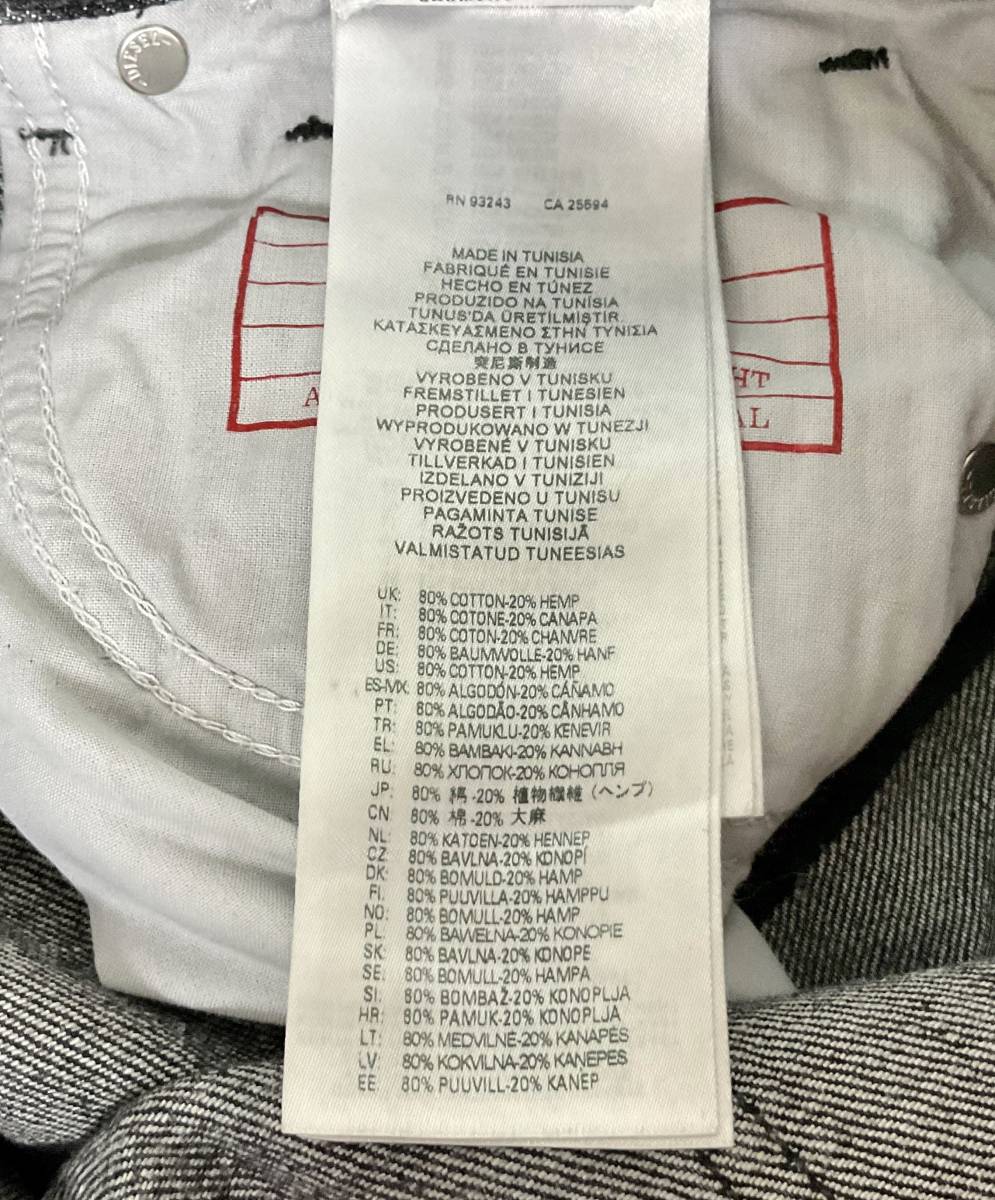 DIESEL
RN 93243 CA 25594
MADE IN TUNISIA
FABRIQUÉ EN TUNISIE
HECHO EN TÚNEZ
PRODUZIDO NA TUNÍSIA
TUNUS'DA ÜRETILMISTIR.
ΚΑΤΑΣΚΕΥΑΣΜΕΝΟ ΣΤΗΝ ΤΥΝΙΣΙΑ
СДЕЛАНО В ТУНИСЕ
突尼斯制造
VYROBENO V TUNISKU
FREMSTILLET I TUNESIEN
PRODUSERT I TUNISIA
WYPRODUKOWANO W TUNEZJI
VYROBENÉ V TUNISKU
TILLVERKAD I TUNISIEN
IZDELANO V TUNIZIJI
PROIZVEDENO U TUNISU
PAGAMINTA TUNISE
RAŽOTS TUNISIJĀ
VALMISTATUD TUNEESIAS
HT
AL
A
UK: 80% COTTON-20% HEMP
IT: 80% COTONE-20% CANAPA
FR: 80% COTON-20% CHANVRE
DE: 80% BAUMWOLLE-20% HANF
US: 80% COTTON-20% HEMP
ES-MX: 80% ALGODÓN-20% CÁÑAMO
PT: 80% ALGODÃO-20% CÂNHAMO
TR: 80% PAMUKLU-20% KENEVIR
EL: 80% ΒΑΜΒΑΚΙ-20% ΚΑΝΝΑΒΗ
RU: 80% ХЛОПОК-20% КОНОПЛЯ
JP: 80% 綿 -20% 植物繊維（ヘンプ）
CN: 80% 棉 -20% 大麻
NL: 80% KATOEN-20% HENNEP
CZ: 80% BAVLNA-20% KONOPÍ
DK: 80% BOMULD-20% HAMP
FI: 80% PUUVILLA-20% HAMPPU
NO: 80% BOMULL-20% HAMP
PL: 80% BAWEŁNA-20% KONOPIE
SK: 80% BAVLNA-20% KONOPE
SE: 80% BOMULL-20% HAMPA
SI: 80% BOMBAŽ-20% KONOPLJA
HR: 80% PAMUK-20% KONOPLJA
LT: 80% MEDVILNĖ-20% KANAPĖS
LV: 80% KOKVILNA-20% KAŅEPES
EE: 80% PUUVILL-20% KANEP